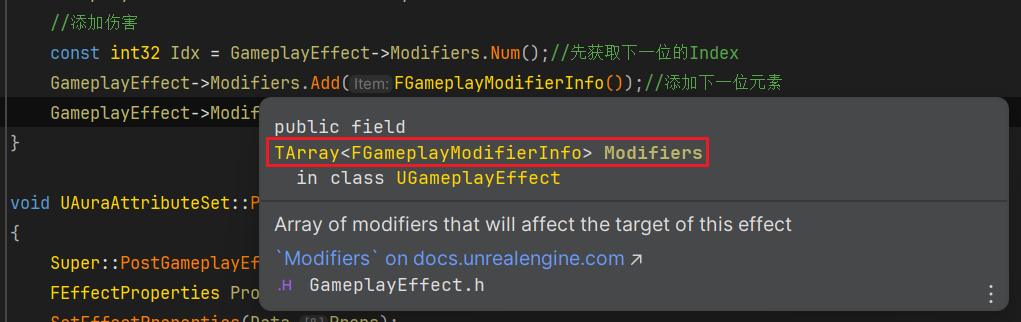 //添加伤害
const int32 Idx = GameplayEffect->Modifiers.Num();//先获取下一位的Index
GameplayEffect->Modifiers.Add(Item: FGameplayModifierInfo());//添加下一位元素
GameplayEffect->Modif
public field
TArray<FGameplayModifierInfo> Modifiers
in class UGameplayEffect
}
void UAuraAttributeSet::P
Array of modifiers that will affect the target of this effect
{
`Modifiers` on docs.unrealengine.com ↗
Super::PostGameplayEf
.H GameplayEffect.h
FEffectProperties Pro
SetEffectProperties(Data, Props);